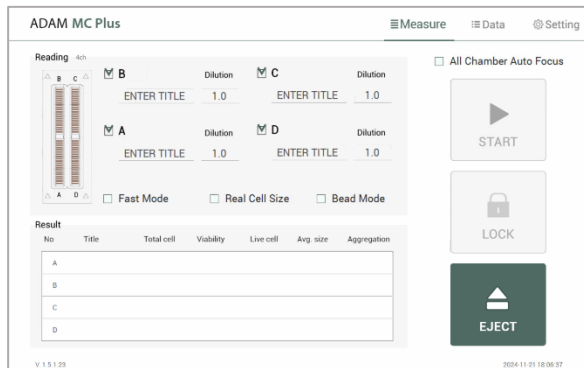 ADAM MC Plus
Measure Data Setting
Reading 4ch
All Chamber Auto Focus
B C
B Dilution C Dilution
ENTER TITLE 1.0 ENTER TITLE 1.0
A Dilution D Dilution
ENTER TITLE 1.0 ENTER TITLE 1.0
A D
Fast Mode Real Cell Size Bead Mode
START
LOCK
EJECT
Result
No Title Total cell Viability Live cell Avg. size Aggregation
A
B
C
D
V 1.5.1.23 2024-11-21 18:06:37